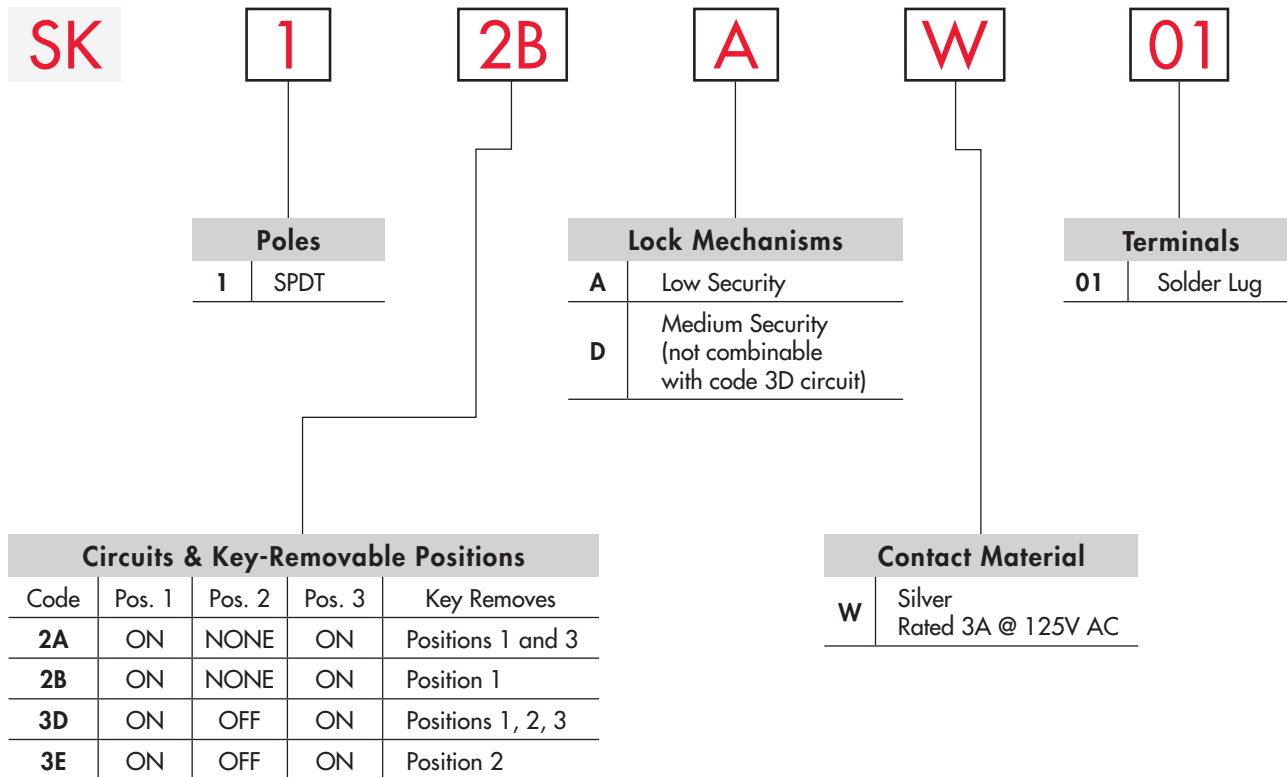 SK 1 2B A W 01
Poles
1 SPDT
Lock Mechanisms
A Low Security
D Medium Security
(not combinable
with code 3D circuit)
Terminals
01 Solder Lug
Circuits & Key-Removable Positions
Code Pos. 1 Pos. 2 Pos. 3 Key Removes
2A ON NONE ON Positions 1 and 3
2B ON NONE ON Position 1
3D ON OFF ON Positions 1, 2, 3
3E ON OFF ON Position 2
Contact Material
W Silver
Rated 3A @ 125V AC